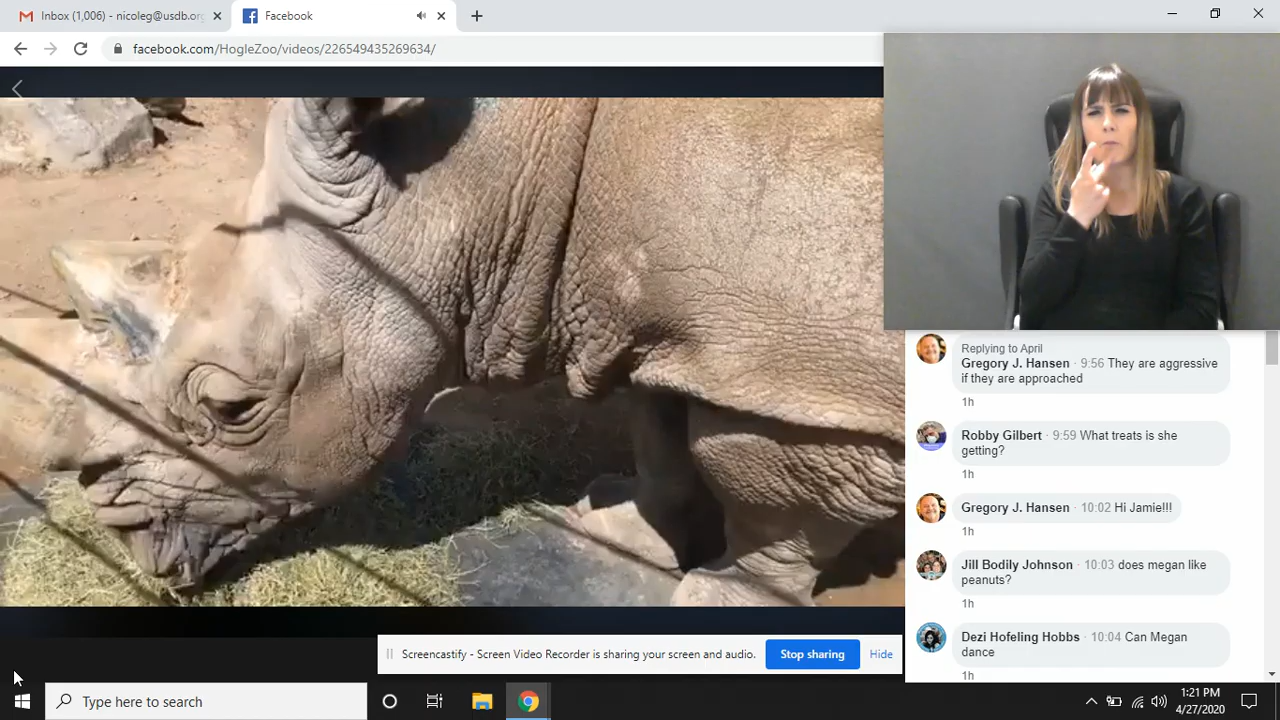 Inbox (1,006) - nicoleg@usdb.org
Facebook
facebook.com/HogleZoo/videos/226549435269634/
Replying to April
Gregory J. Hansen · 9:56 They are aggressive
if they are approached
1h
Robby Gilbert · 9:59 What treats is she
getting?
1h
Gregory J. Hansen · 10:02 Hi Jamie!!!
1h
Jill Bodily Johnson · 10:03 does megan like
peanuts?
1h
Dezi Hofeling Hobbs · 10:04 Can Megan
dance
1h
Screencastify - Screen Video Recorder is sharing your screen and audio.
Stop sharing
Hide
Type here to search
1:21 PM
4/27/2020